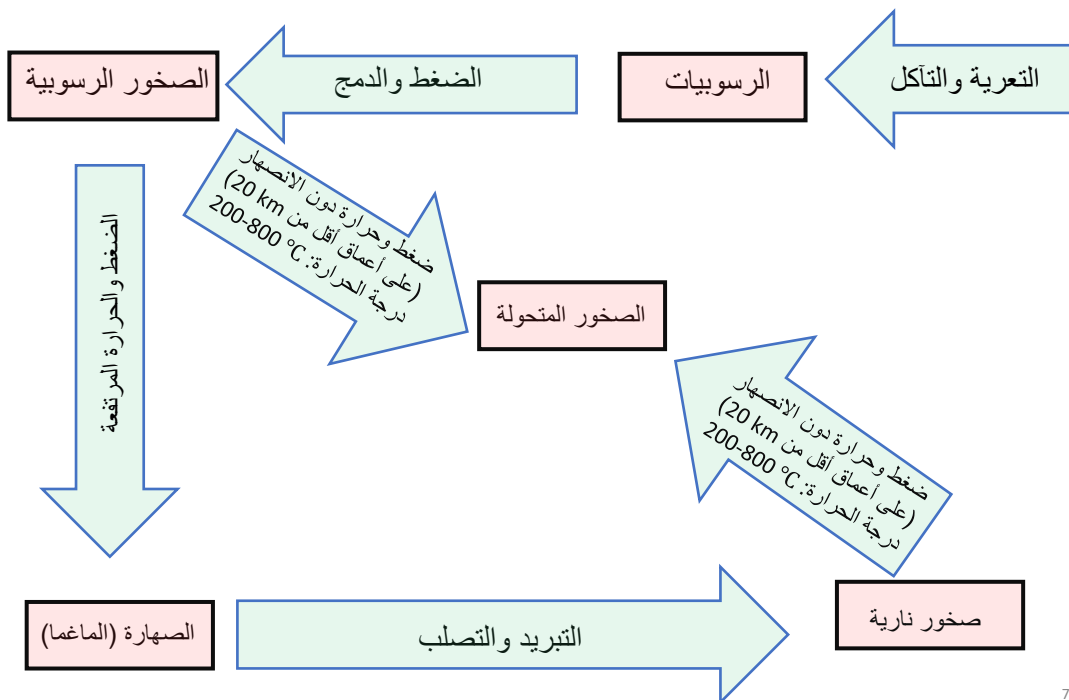 التعرية والتآكل
الرسوبيات
الضغط والدمج
الصخور الرسوبية
ضغط وحرارة دون الانصهار
(على أعماق أقل من 20 km)
درجة الحرارة: 200-800 °C
الضغط والحرارة المرتفعة
الصخور المتحولة
ضغط وحرارة دون الانصهار
(على أعماق أقل من 20 km)
درجة الحرارة: 200-800 °C
صخور نارية
التبريد والتصلب
الصهارة (الماغما)
7